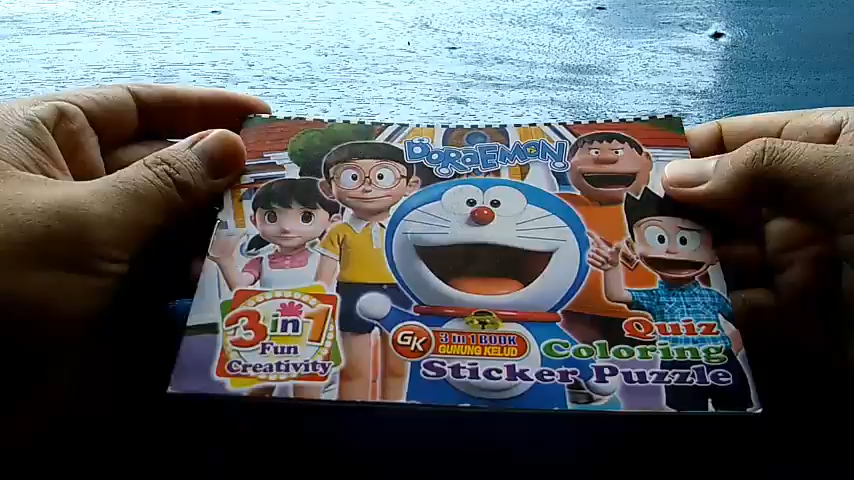 DORAEMON
3 in 1
Fun
Creativity
GK
3 in 1 BOOK
GUNUNG KELUD
Quiz
Coloring
Sticker Puzzle